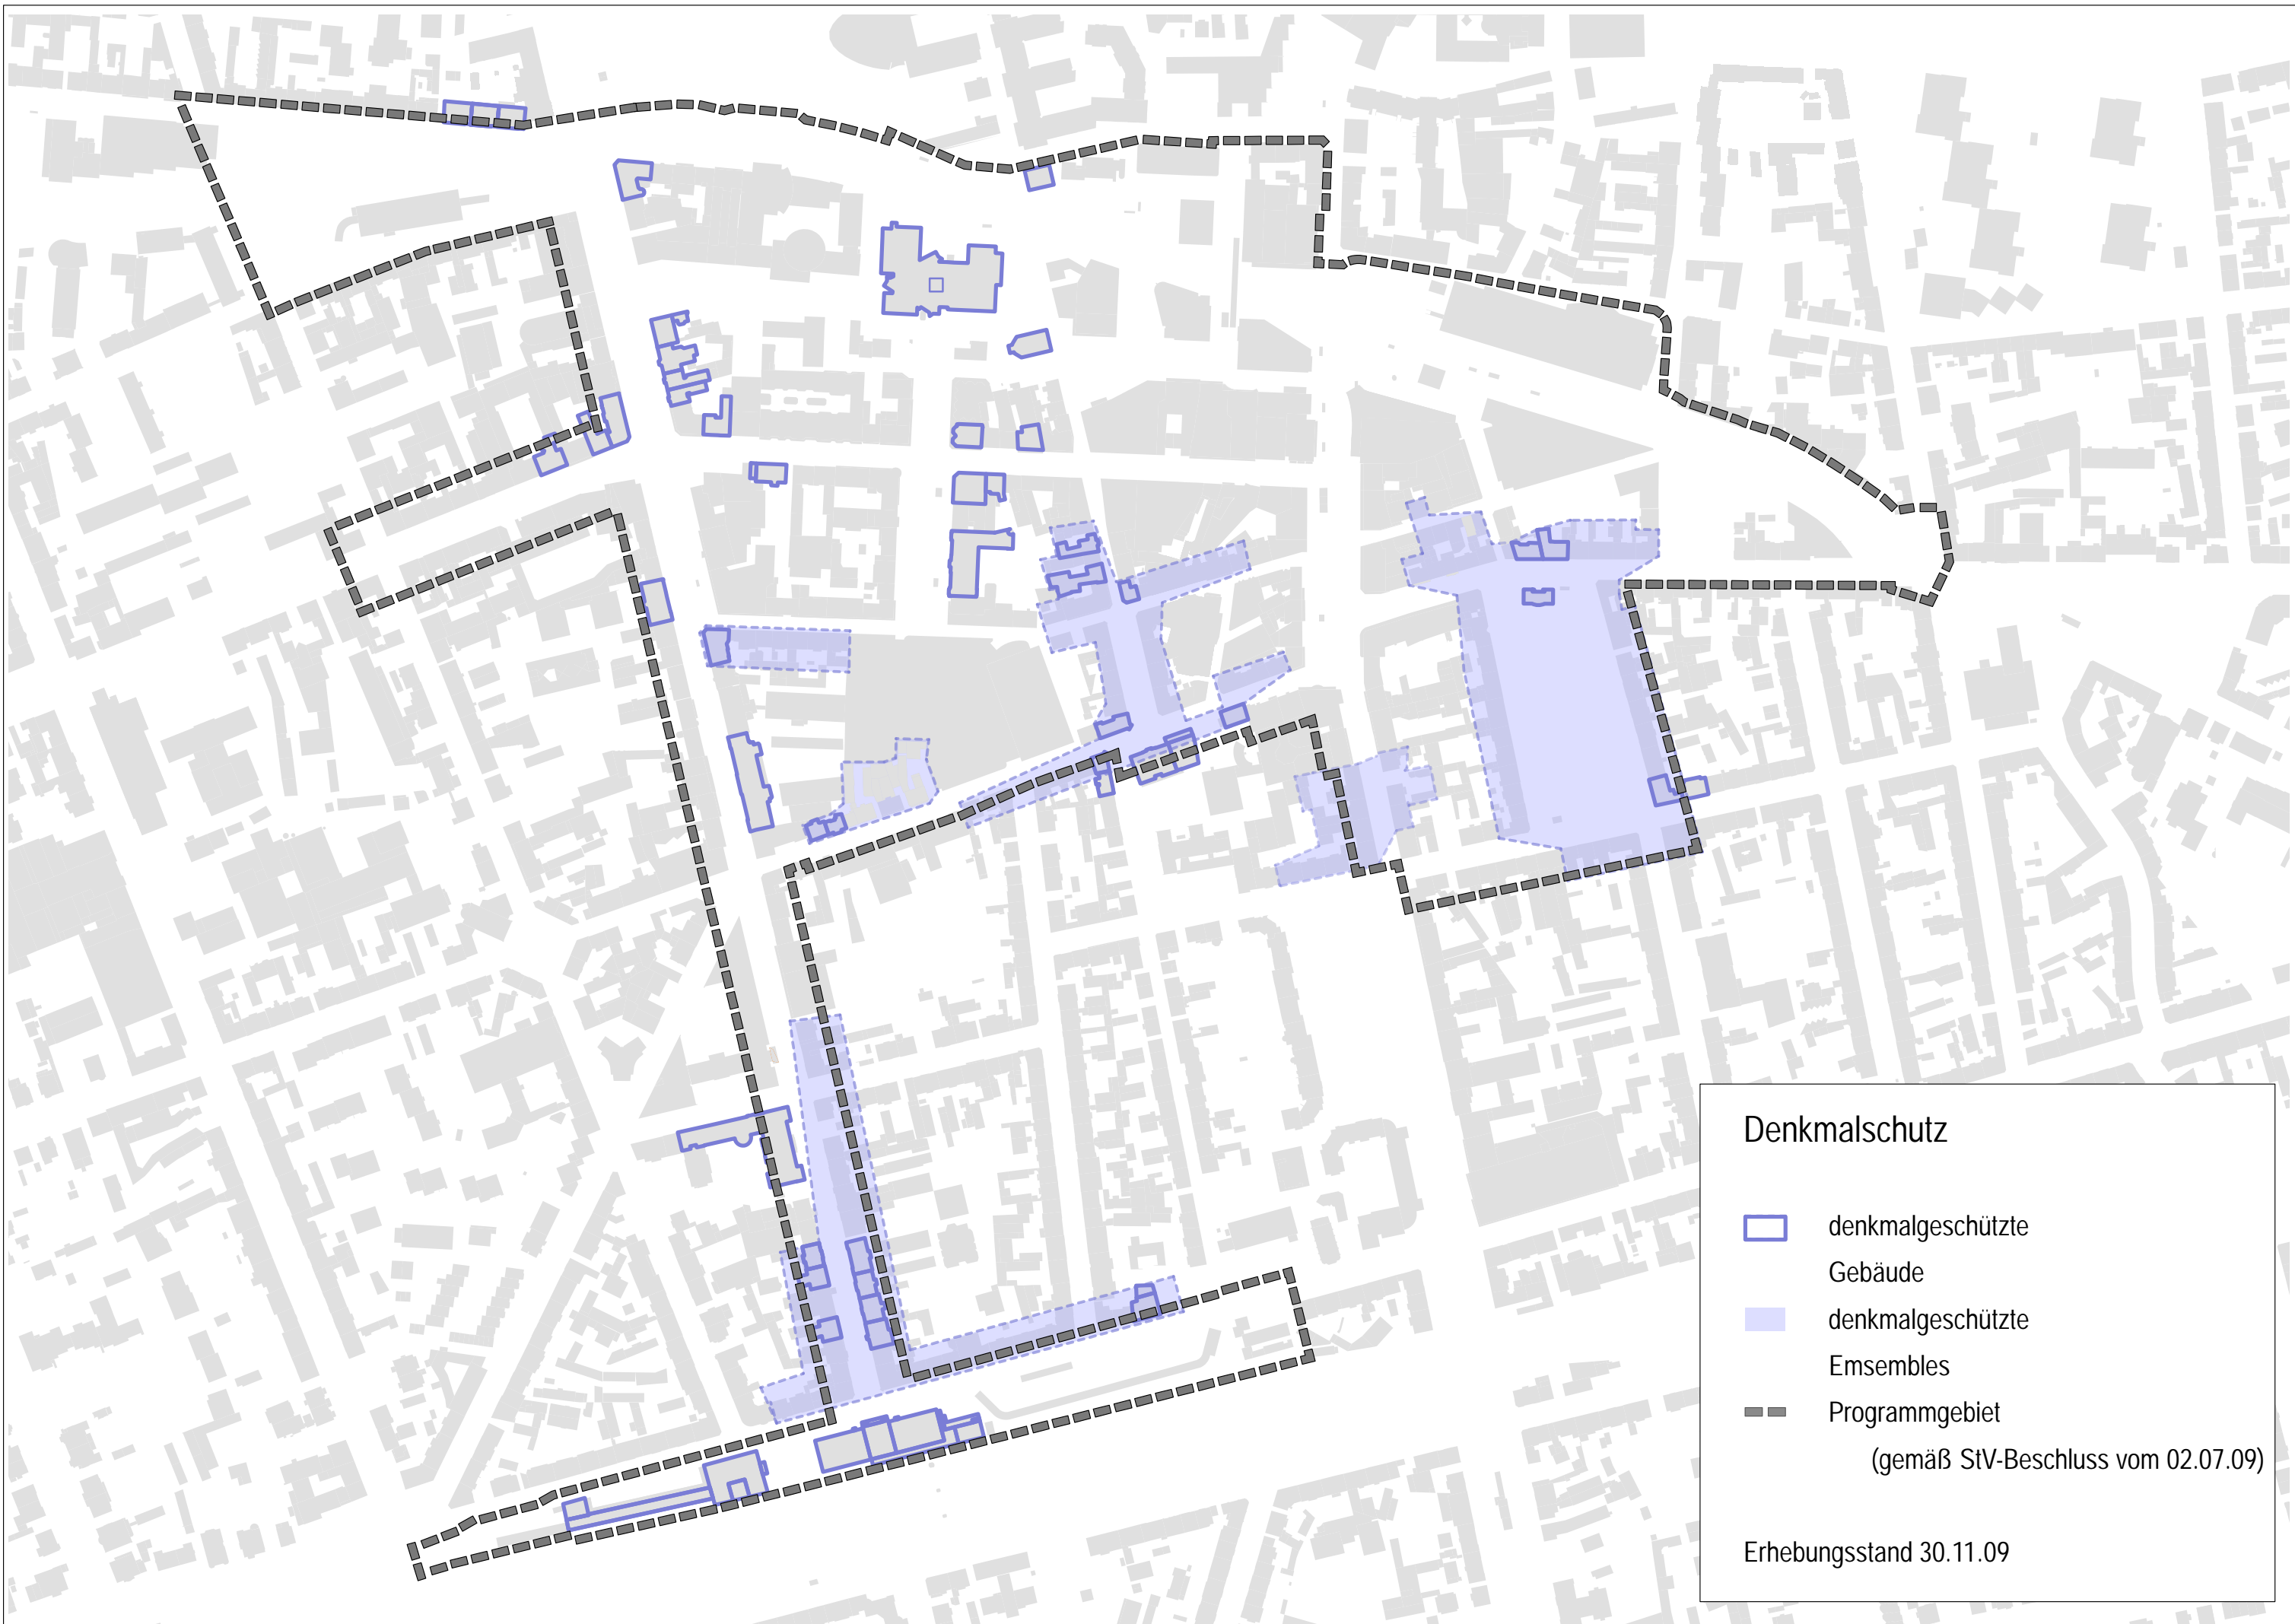 Denkmalschutz
denkmalgeschützte
Gebäude
denkmalgeschützte
Emsembles
Programmgebiet
(gemäß StV-Beschluss vom 02.07.09)
Erhebungsstand 30.11.09